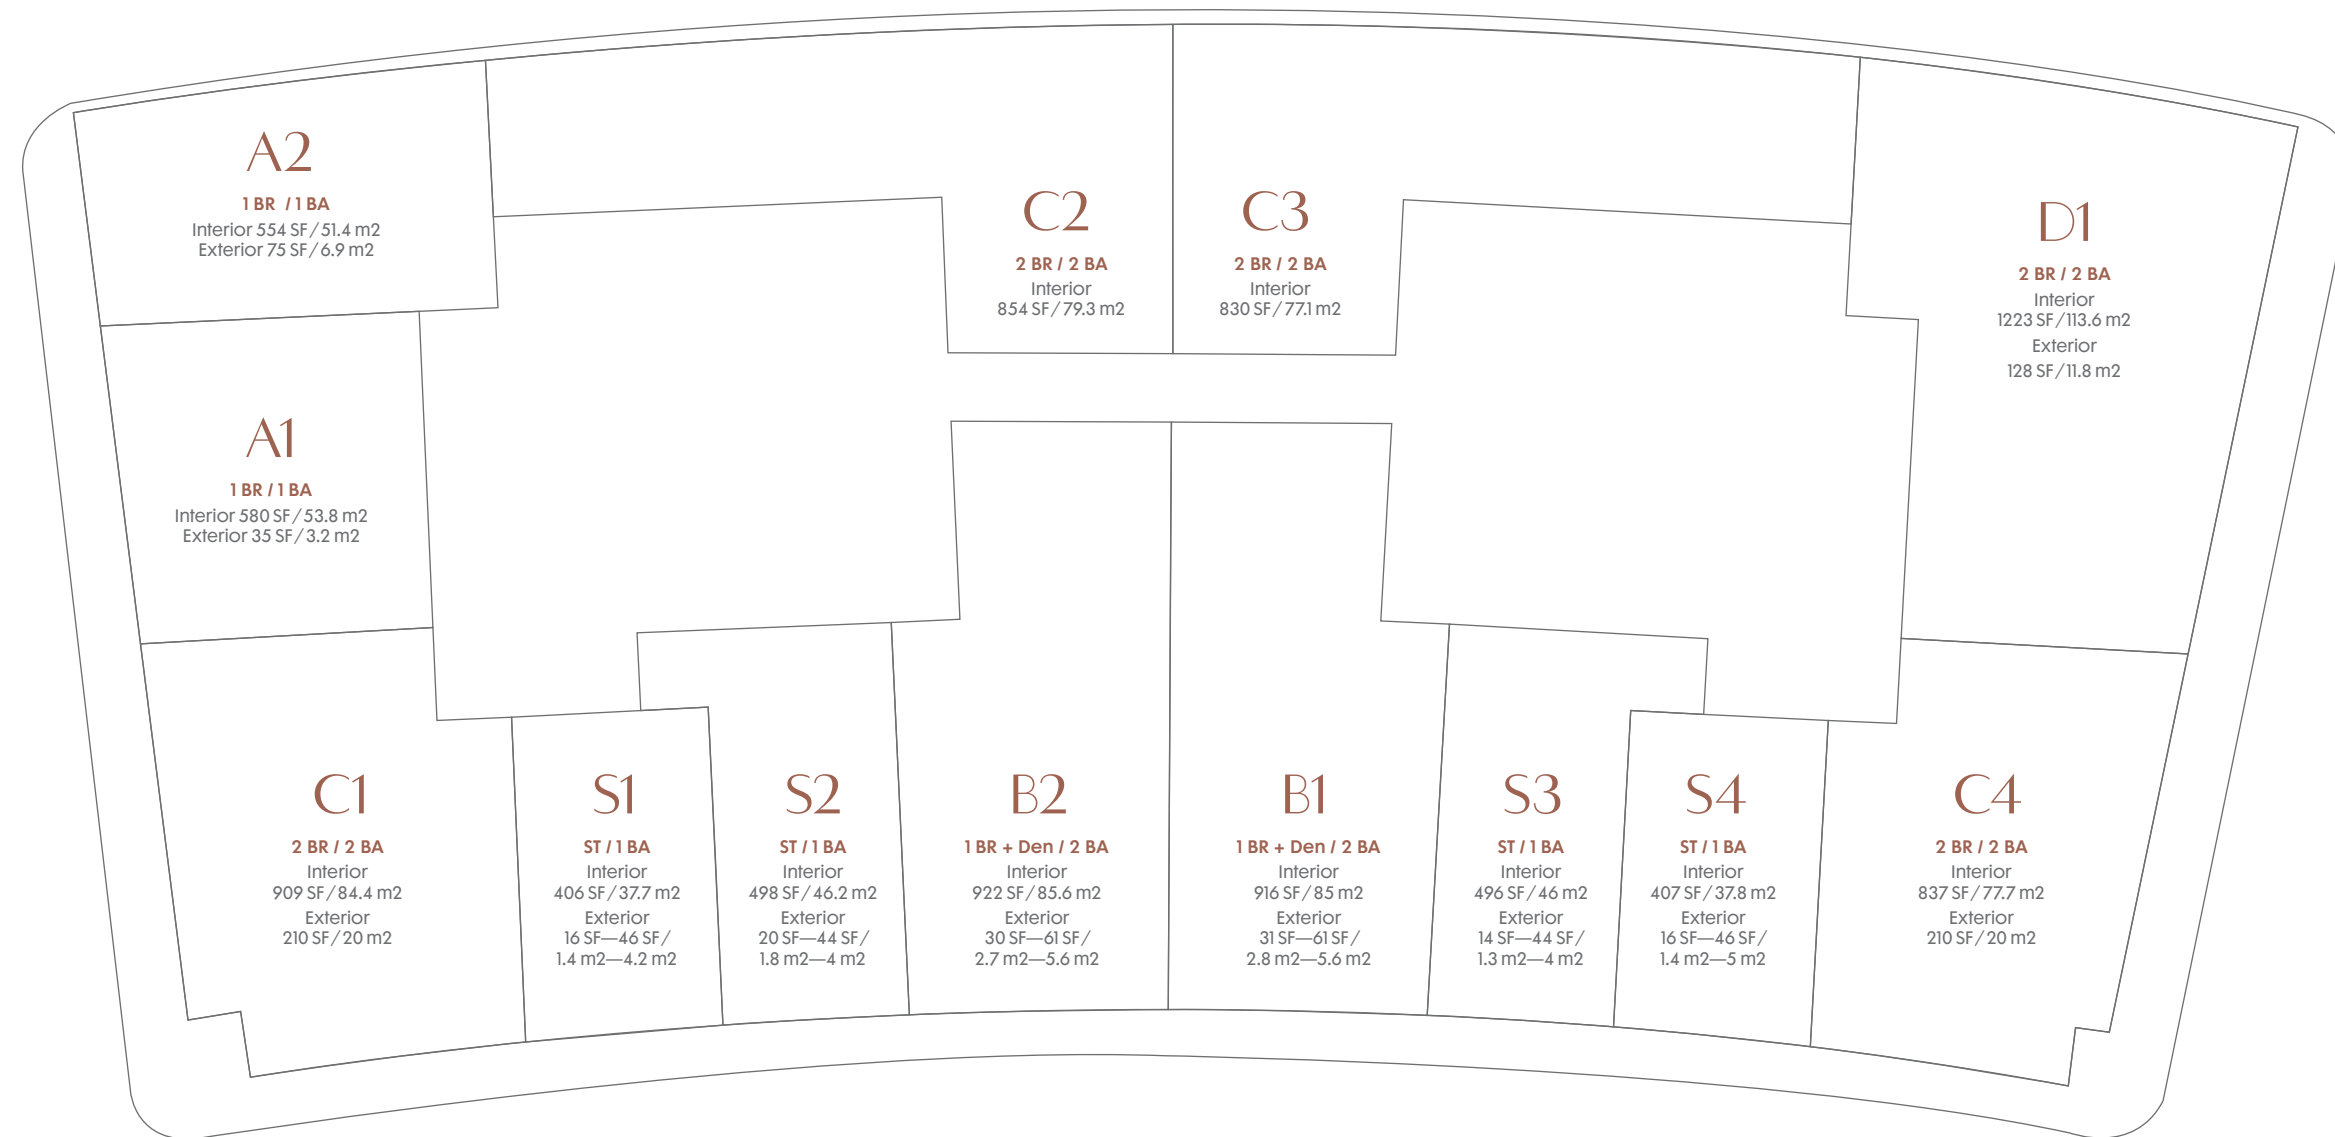 A2
1 BR / 1 BA
Interior 554 SF/51.4 m2
Exterior 75 SF/6.9 m2
C2
2 BR / 2 BA
Interior
854 SF/79.3 m2
C3
2 BR / 2 BA
Interior
830 SF/77.1 m2
D1
2 BR / 2 BA
Interior
1223 SF/113.6 m2
Exterior
128 SF/11.8 m2
A1
1 BR / 1 BA
Interior 580 SF/53.8 m2
Exterior 35 SF/3.2 m2
C1
2 BR / 2 BA
Interior
909 SF/84.4 m2
Exterior
210 SF/20 m2
S1
ST / 1 BA
Interior
406 SF/37.7 m2
Exterior
16 SF—46 SF/
1.4 m2—4.2 m2
S2
ST / 1 BA
Interior
498 SF/46.2 m2
Exterior
20 SF—44 SF/
1.8 m2—4 m2
B2
1 BR + Den / 2 BA
Interior
922 SF/85.6 m2
Exterior
30 SF—61 SF/
2.7 m2—5.6 m2
B1
1 BR + Den / 2 BA
Interior
916 SF/85 m2
Exterior
31 SF—61 SF/
2.8 m2—5.6 m2
S3
ST / 1 BA
Interior
496 SF/46 m2
Exterior
14 SF—44 SF/
1.3 m2—4 m2
S4
ST / 1 BA
Interior
407 SF/37.8 m2
Exterior
16 SF—46 SF/
1.4 m2—5 m2
C4
2 BR / 2 BA
Interior
837 SF/77.7 m2
Exterior
210 SF/20 m2